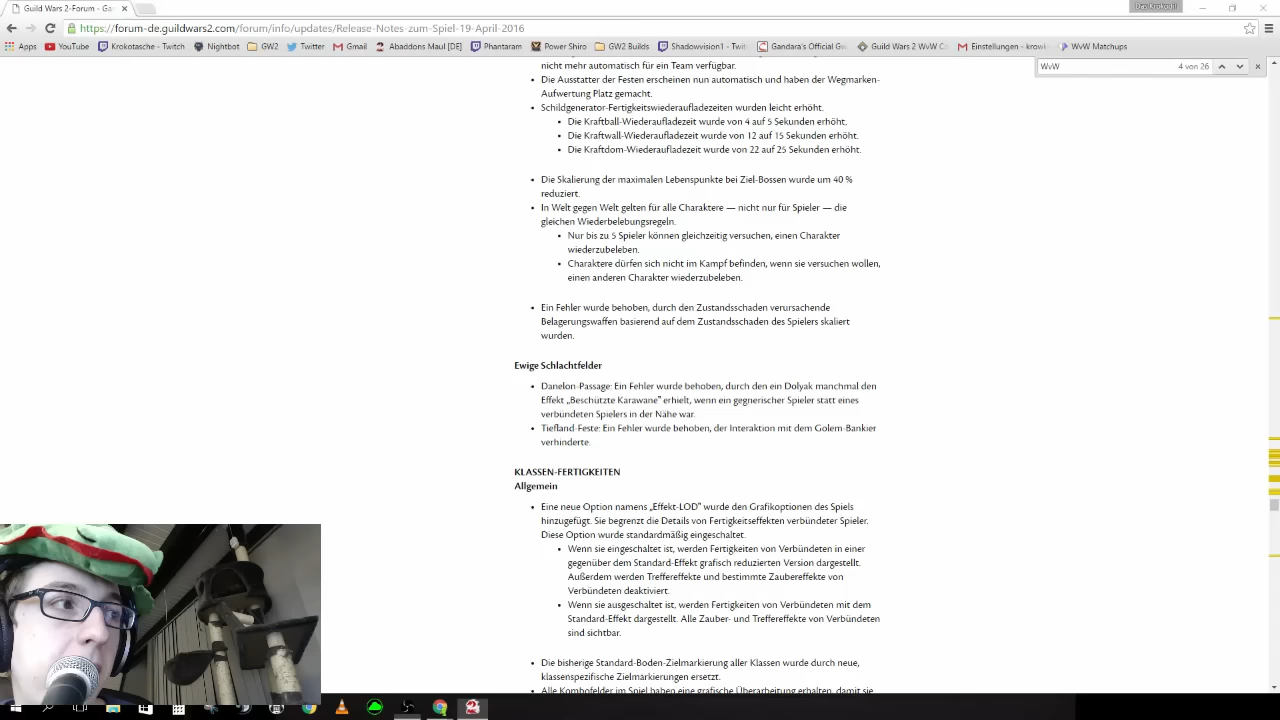 Guild Wars 2-Forum - Ga
https://forum-de.guildwars2.com/forum/info/updates/Release-Notes-zum-Spiel-19-April-2016
Apps YouTube Krokotasche - Twitch Nightbot GW2 Twitter Gmail Abaddons Maul [DE] Phantaram Power Shiro GW2 Builds Shadowvision1 - Twi Gandara's Official Gw Guild Wars 2 WvW C Einstellungen - krowi WvW Matchups
WvW 4 von 26
nicht mehr automatisch für ein Team verfügbar.
• Die Ausstatter der Festen erscheinen nun automatisch und haben der Wegmarken-
Aufwertung Platz gemacht.
• Schildgenerator-Fertigkeitswiederaufladezeiten wurden leicht erhöht.
• Die Kraftball-Wiederaufladezeit wurde von 4 auf 5 Sekunden erhöht.
• Die Kraftwall-Wiederaufladezeit wurde von 12 auf 15 Sekunden erhöht.
• Die Kraftdom-Wiederaufladezeit wurde von 22 auf 25 Sekunden erhöht.
• Die Skalierung der maximalen Lebenspunkte bei Ziel-Bossen wurde um 40 %
reduziert.
• In Welt gegen Welt gelten für alle Charaktere — nicht nur für Spieler — die
gleichen Wiederbelebungsregeln.
• Nur bis zu 5 Spieler können gleichzeitig versuchen, einen Charakter
wiederzubeleben.
• Charaktere dürfen sich nicht im Kampf befinden, wenn sie versuchen wollen,
einen anderen Charakter wiederzubeleben.
• Ein Fehler wurde behoben, durch den Zustandsschaden verursachende
Belagerungswaffen basierend auf dem Zustandsschaden des Spielers skaliert
wurden.
Ewige Schlachtfelder
• Danelon-Passage: Ein Fehler wurde behoben, durch den ein Dolyak manchmal den
Effekt „Beschützte Karawane" erhielt, wenn ein gegnerischer Spieler statt eines
verbündeten Spielers in der Nähe war.
• Tiefland-Feste: Ein Fehler wurde behoben, der Interaktion mit dem Golem-Bankier
verhinderte.
KLASSEN-FERTIGKEITEN
Allgemein
• Eine neue Option namens „Effekt-LOD" wurde den Grafikoptionen des Spiels
hinzugefügt. Sie begrenzt die Details von Fertigkeitseffekten verbündeter Spieler.
Diese Option wurde standardmäßig eingeschaltet.
• Wenn sie eingeschaltet ist, werden Fertigkeiten von Verbündeten in einer
gegenüber dem Standard-Effekt grafisch reduzierten Version dargestellt.
Außerdem werden Treffereffekte und bestimmte Zaubereffekte von
Verbündeten deaktiviert.
• Wenn sie ausgeschaltet ist, werden Fertigkeiten von Verbündeten mit dem
Standard-Effekt dargestellt. Alle Zauber- und Treffereffekte von Verbündeten
sind sichtbar.
• Die bisherige Standard-Boden-Zielmarkierung aller Klassen wurde durch neue,
klassenspezifische Zielmarkierungen ersetzt.
• Alle Kombofelder im Spiel haben eine grafische Überarbeitung erhalten, damit sie